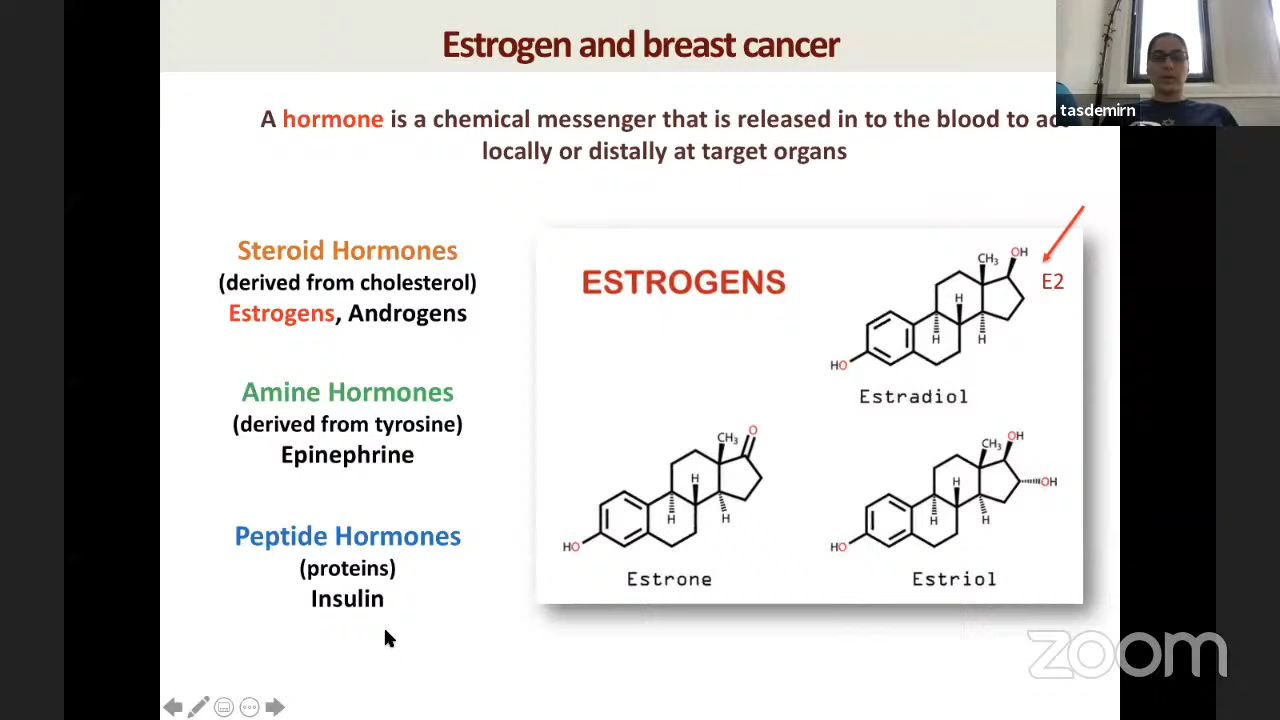 Estrogen and breast cancer
tasdemirn
A hormone is a chemical messenger that is released in to the blood to
locally or distally at target organs
Steroid Hormones
(derived from cholesterol)
Estrogens, Androgens
Amine Hormones
(derived from tyrosine)
Epinephrine
Peptide Hormones
(proteins)
Insulin
ESTROGENS
OH
CH₃
E2
H
H
H
HO
Estradiol
O
CH₃
H
H
H
HO
Estrone
OH
CH₃
OH
H
H
H
HO
Estriol
zoom